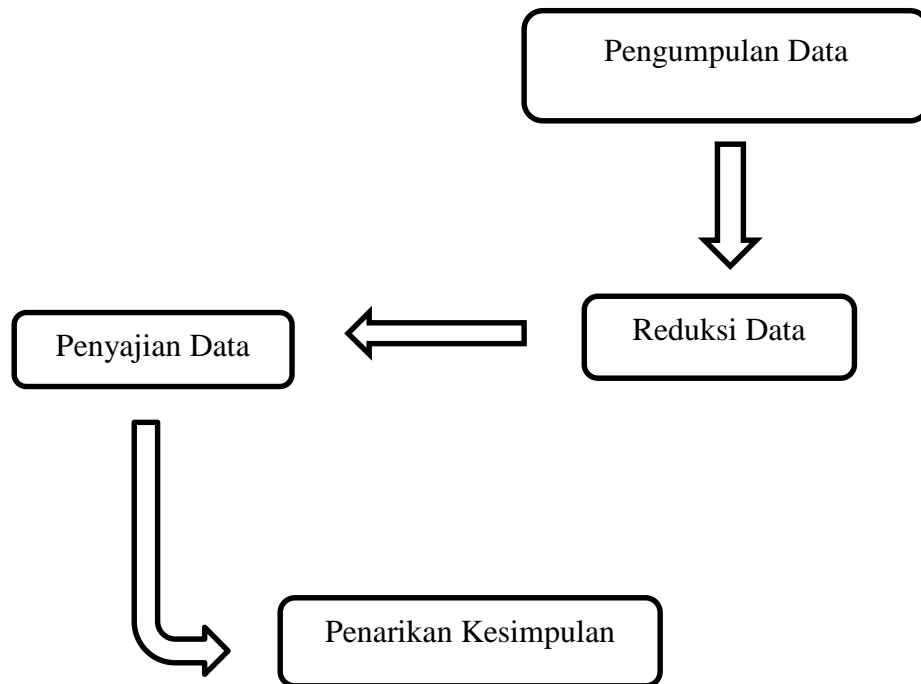 Pengumpulan Data
Reduksi Data
Penyajian Data
Penarikan Kesimpulan